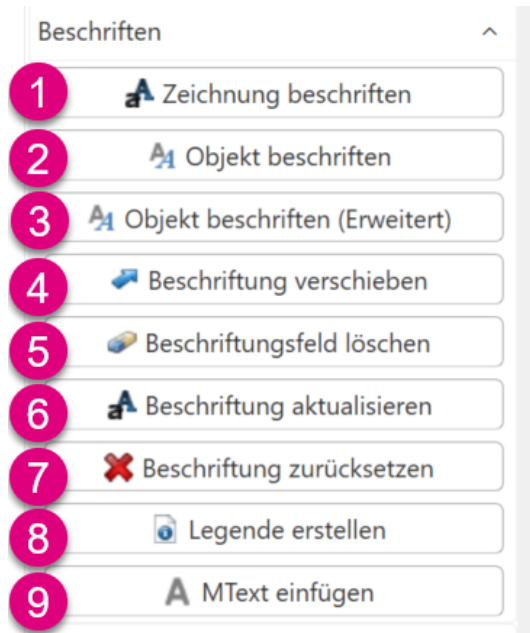 Beschriften
1 Zeichnung beschriften
2 Objekt beschriften
3 Objekt beschriften (Erweitert)
4 Beschriftung verschieben
5 Beschriftungsfeld löschen
6 Beschriftung aktualisieren
7 Beschriftung zurücksetzen
8 Legende erstellen
9 MText einfügen